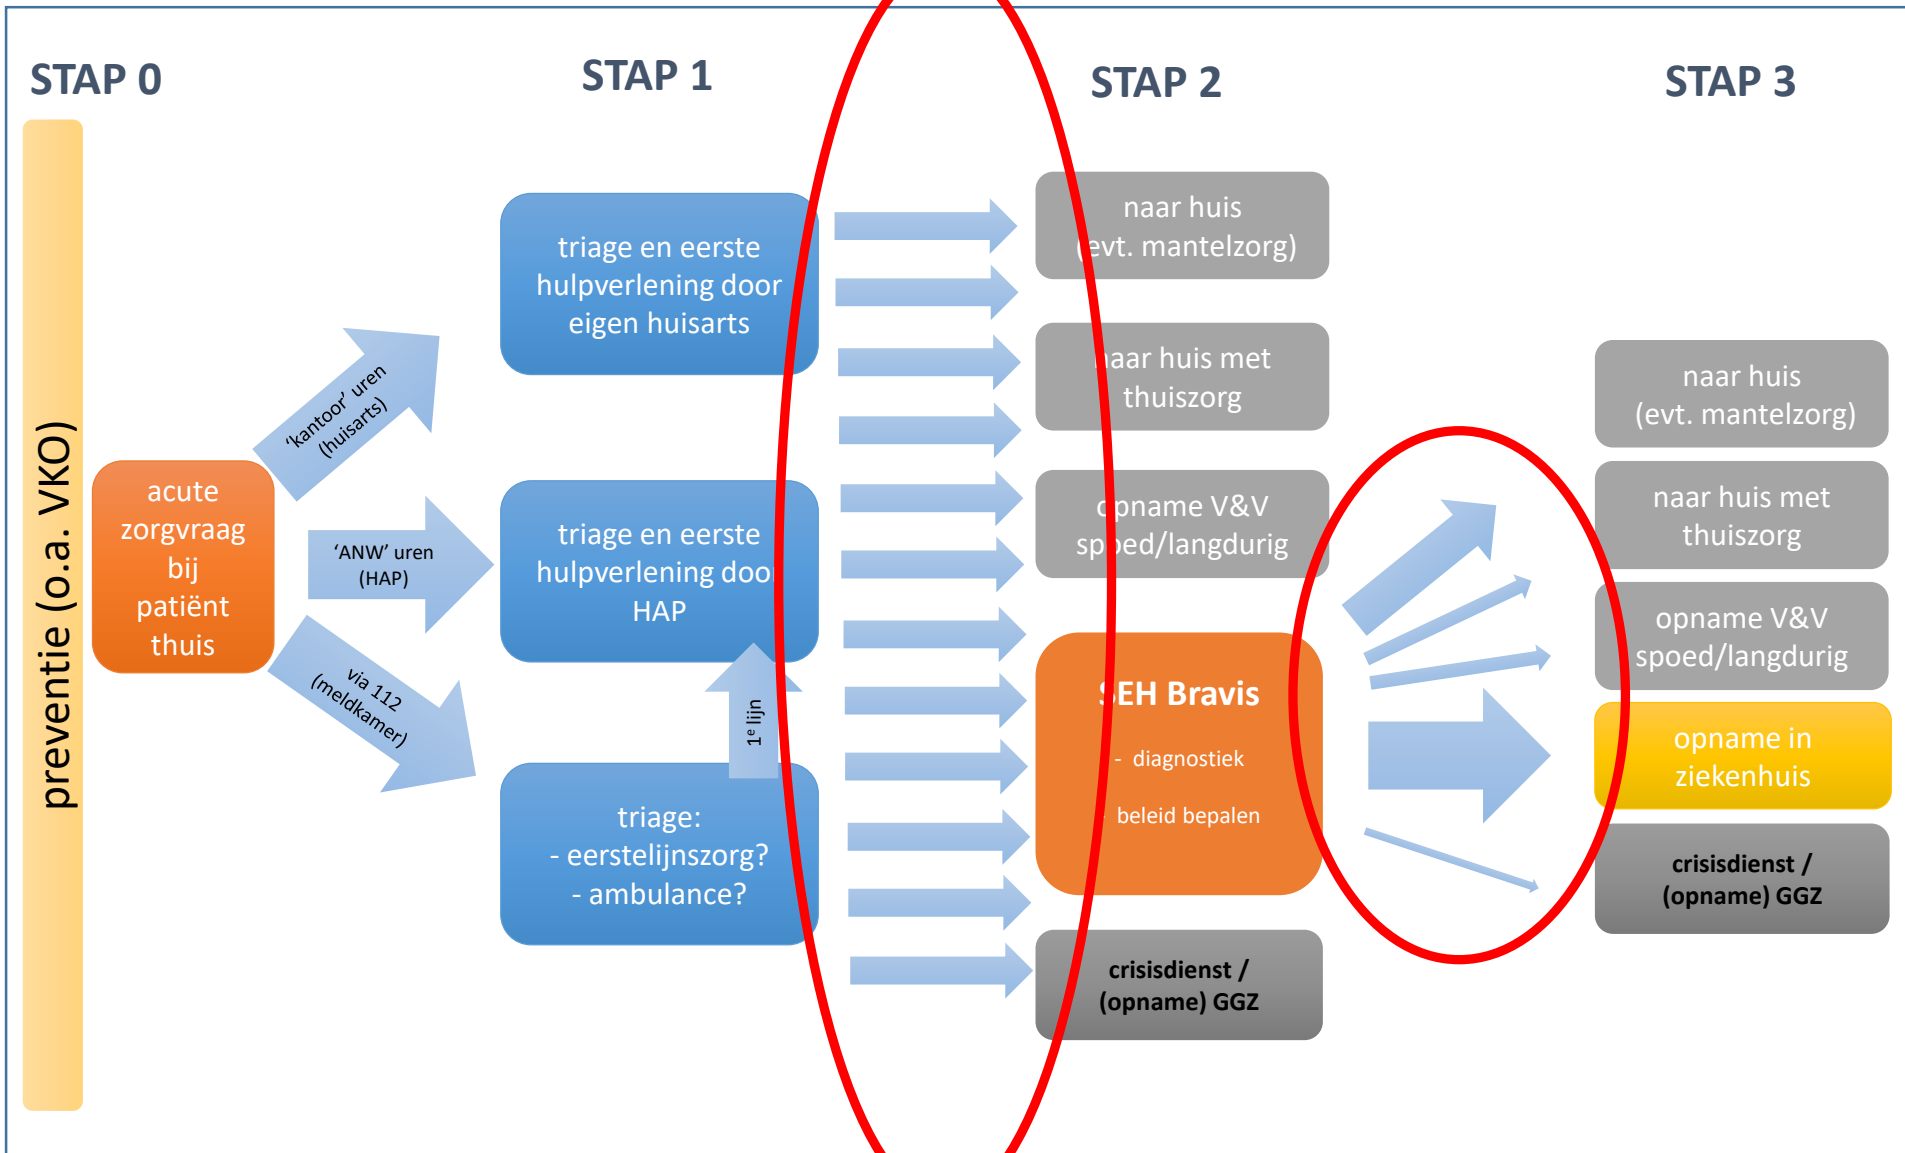 STAP 0
STAP 1
STAP 2
STAP 3
preventie (o.a. VKO)
acute
zorgvraag
bij
patiënt
thuis
‘kantoor’ uren
(huisarts)
‘ANW’ uren
(HAP)
via 112
(meldkamer)
triage en eerste
hulpverlening door
eigen huisarts
triage en eerste
hulpverlening door
HAP
1e lijn
triage:
- eerstelijnszorg?
- ambulance?
naar huis
(evt. mantelzorg)
naar huis met
thuiszorg
opname V&V
spoed/langdurig
SEH Bravis
- diagnostiek
- beleid bepalen
crisisdienst /
(opname) GGZ
naar huis
(evt. mantelzorg)
naar huis met
thuiszorg
opname V&V
spoed/langdurig
opname in
ziekenhuis
crisisdienst /
(opname) GGZ